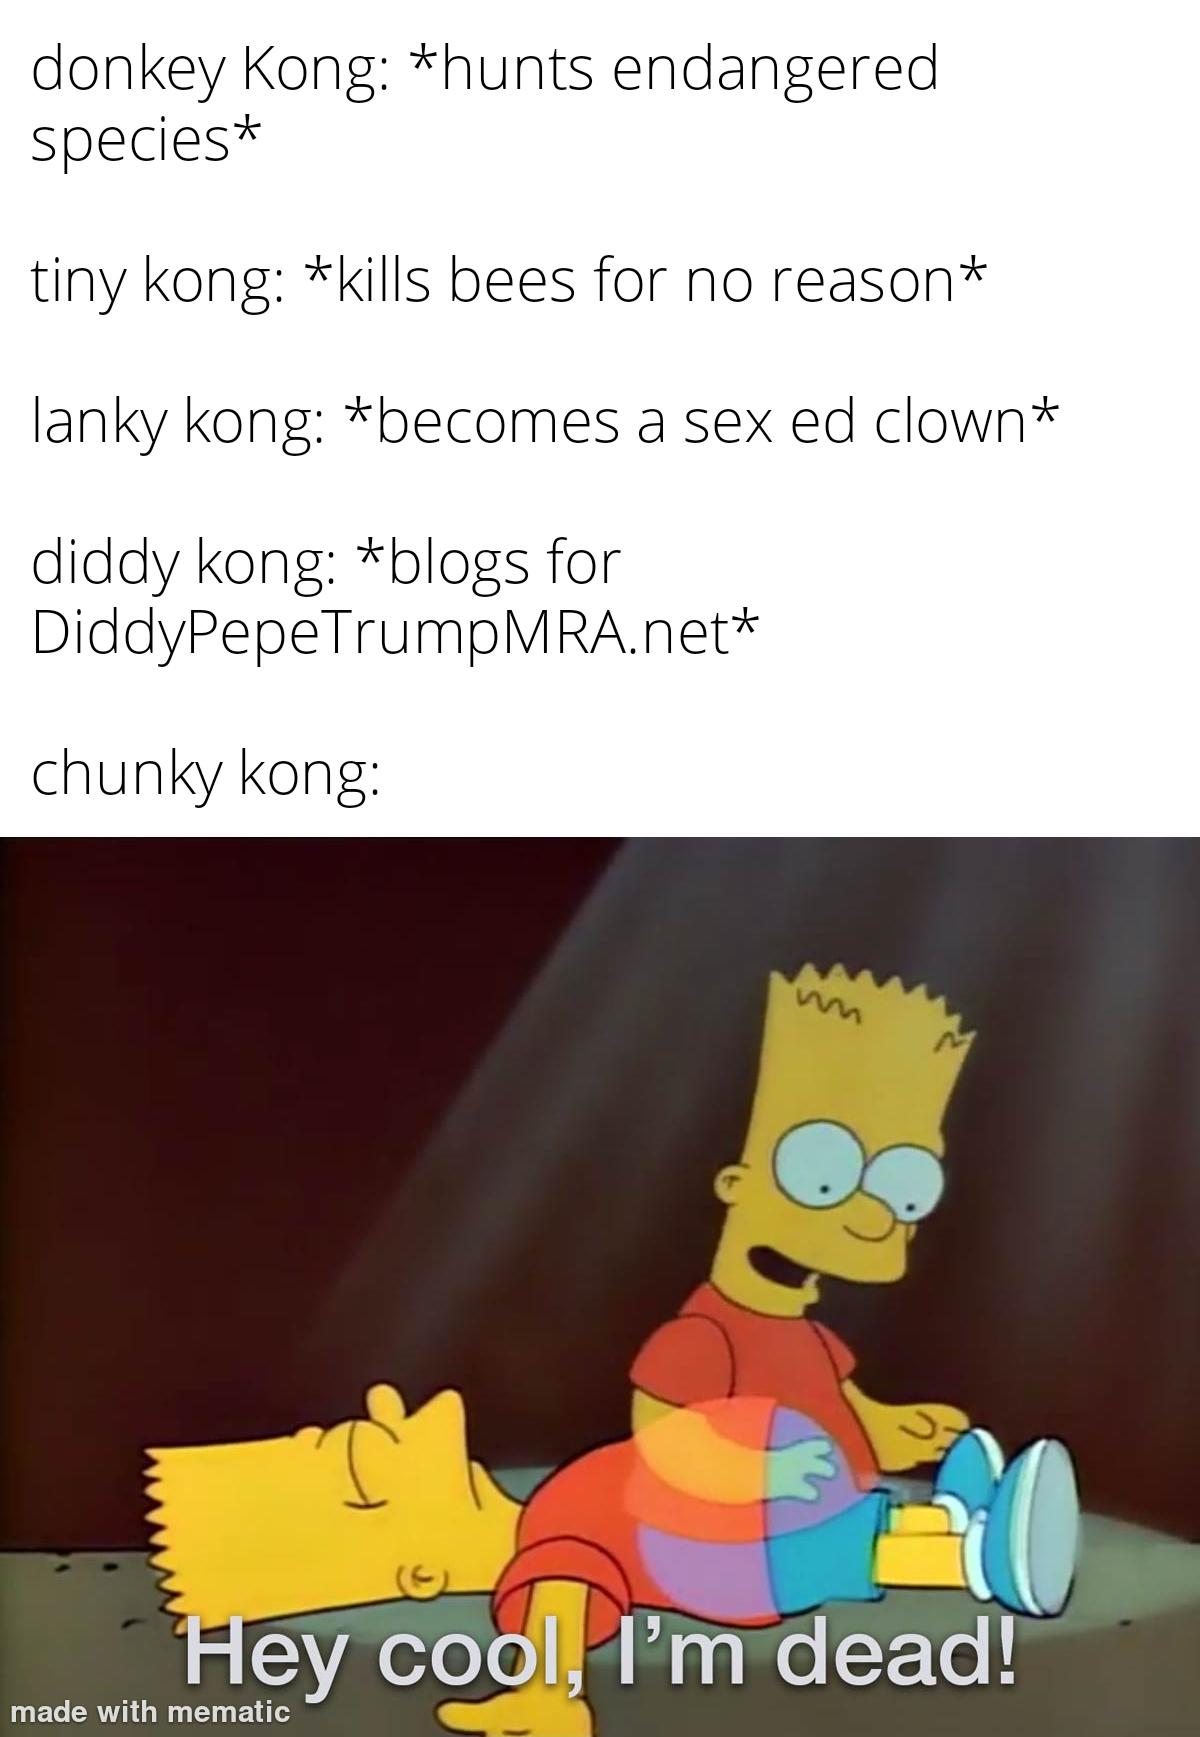 donkey Kong: *hunts endangered
species*
tiny kong: *kills bees for no reason*
lanky kong: *becomes a sex ed clown*
diddy kong: *blogs for
DiddyPepeTrumpMRA.net*
chunky kong:
Hey cool, I’m dead!
made with mematic